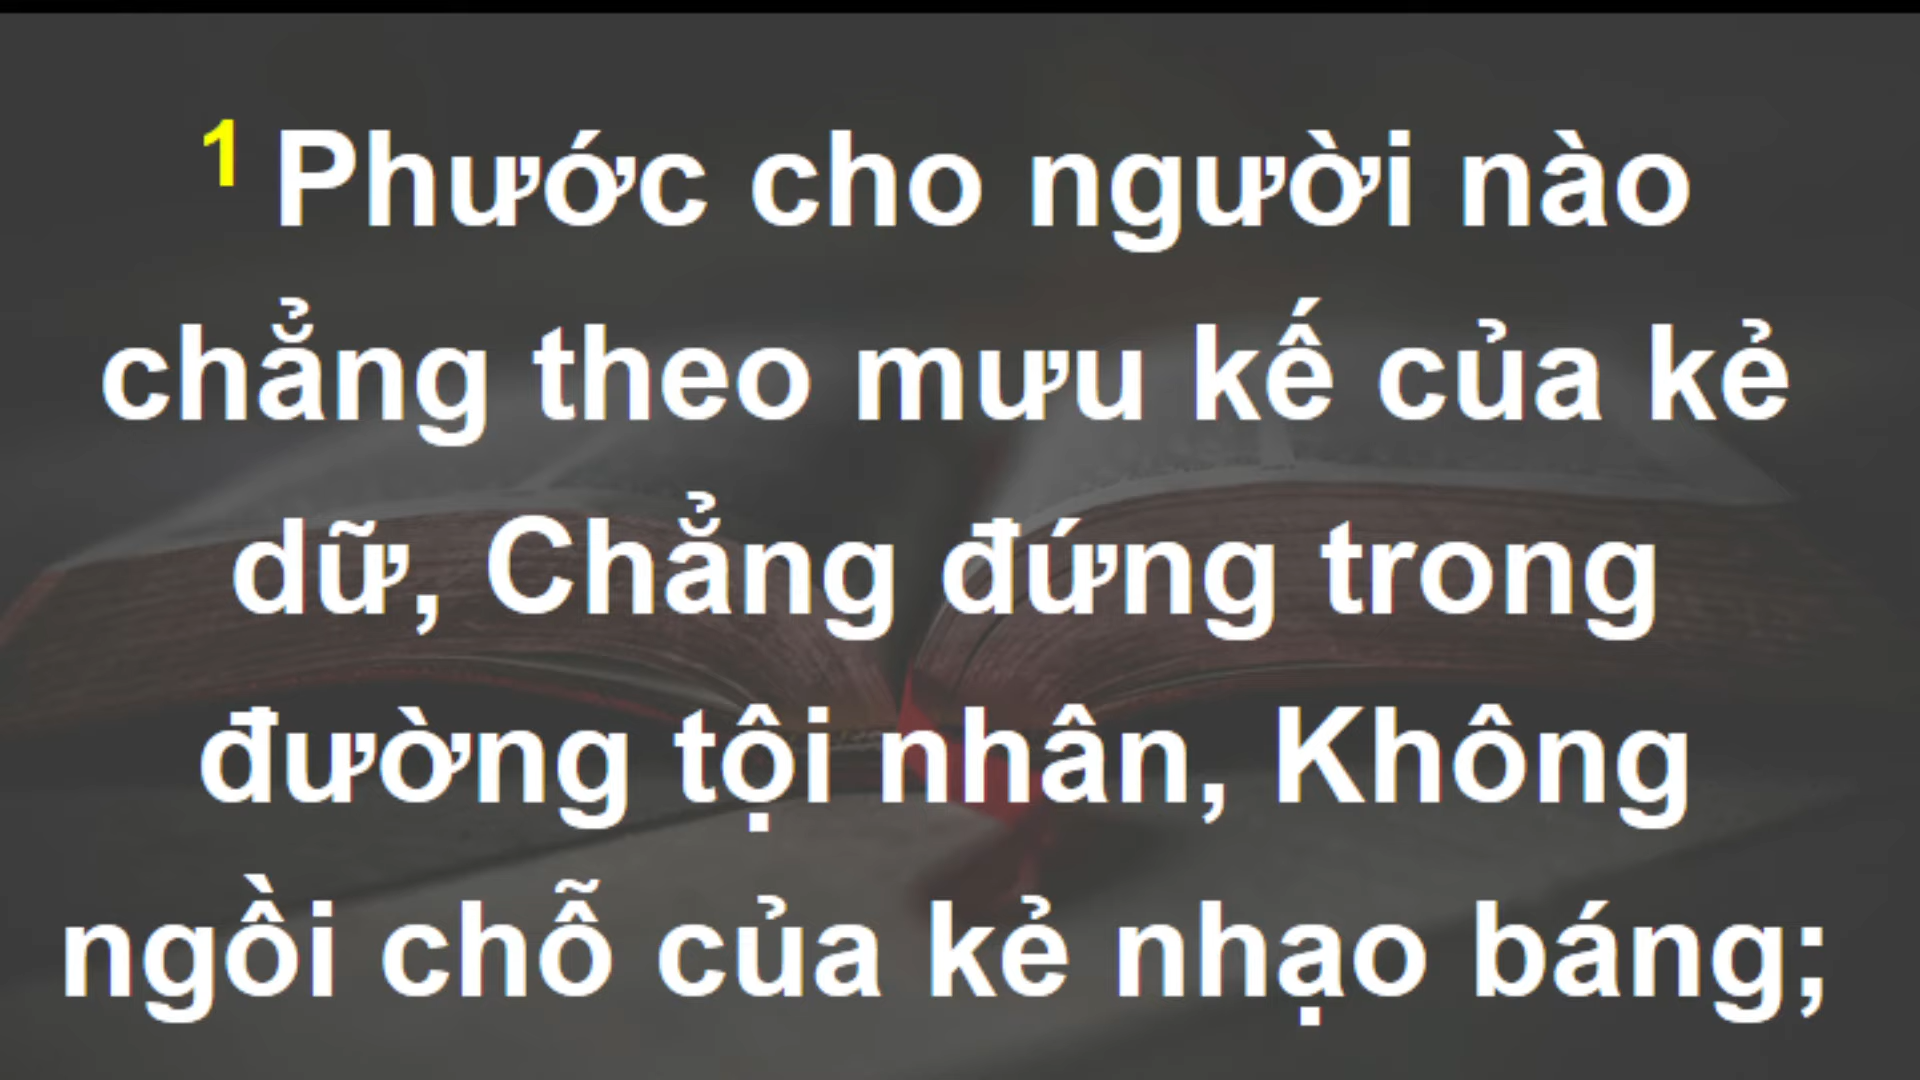 1 Phước cho người nào
chẳng theo mưu kế của kẻ
dữ, Chẳng đứng trong
đường tội nhân, Không
ngồi chỗ của kẻ nhạo báng;